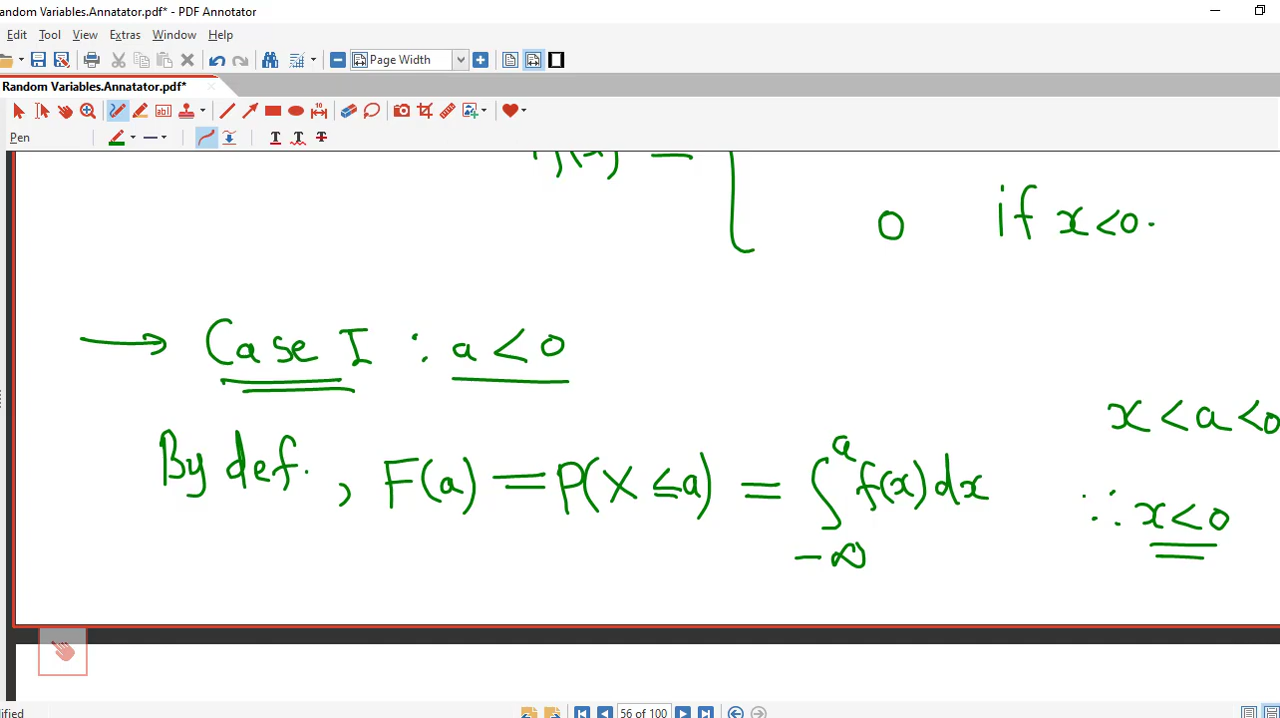 Random Variables.Annatator.pdf* - PDF Annotator
Edit Tool View Extras Window Help
Page Width
Random Variables.Annatator.pdf*
10
Pen
T T T
0 if x<0.
→ Case I : a<0
x<a<0
By def., F(a) = P(X ≤ a) = ∫_{-∞}^{a} f(x) dx
∴ x<0
56 of 100